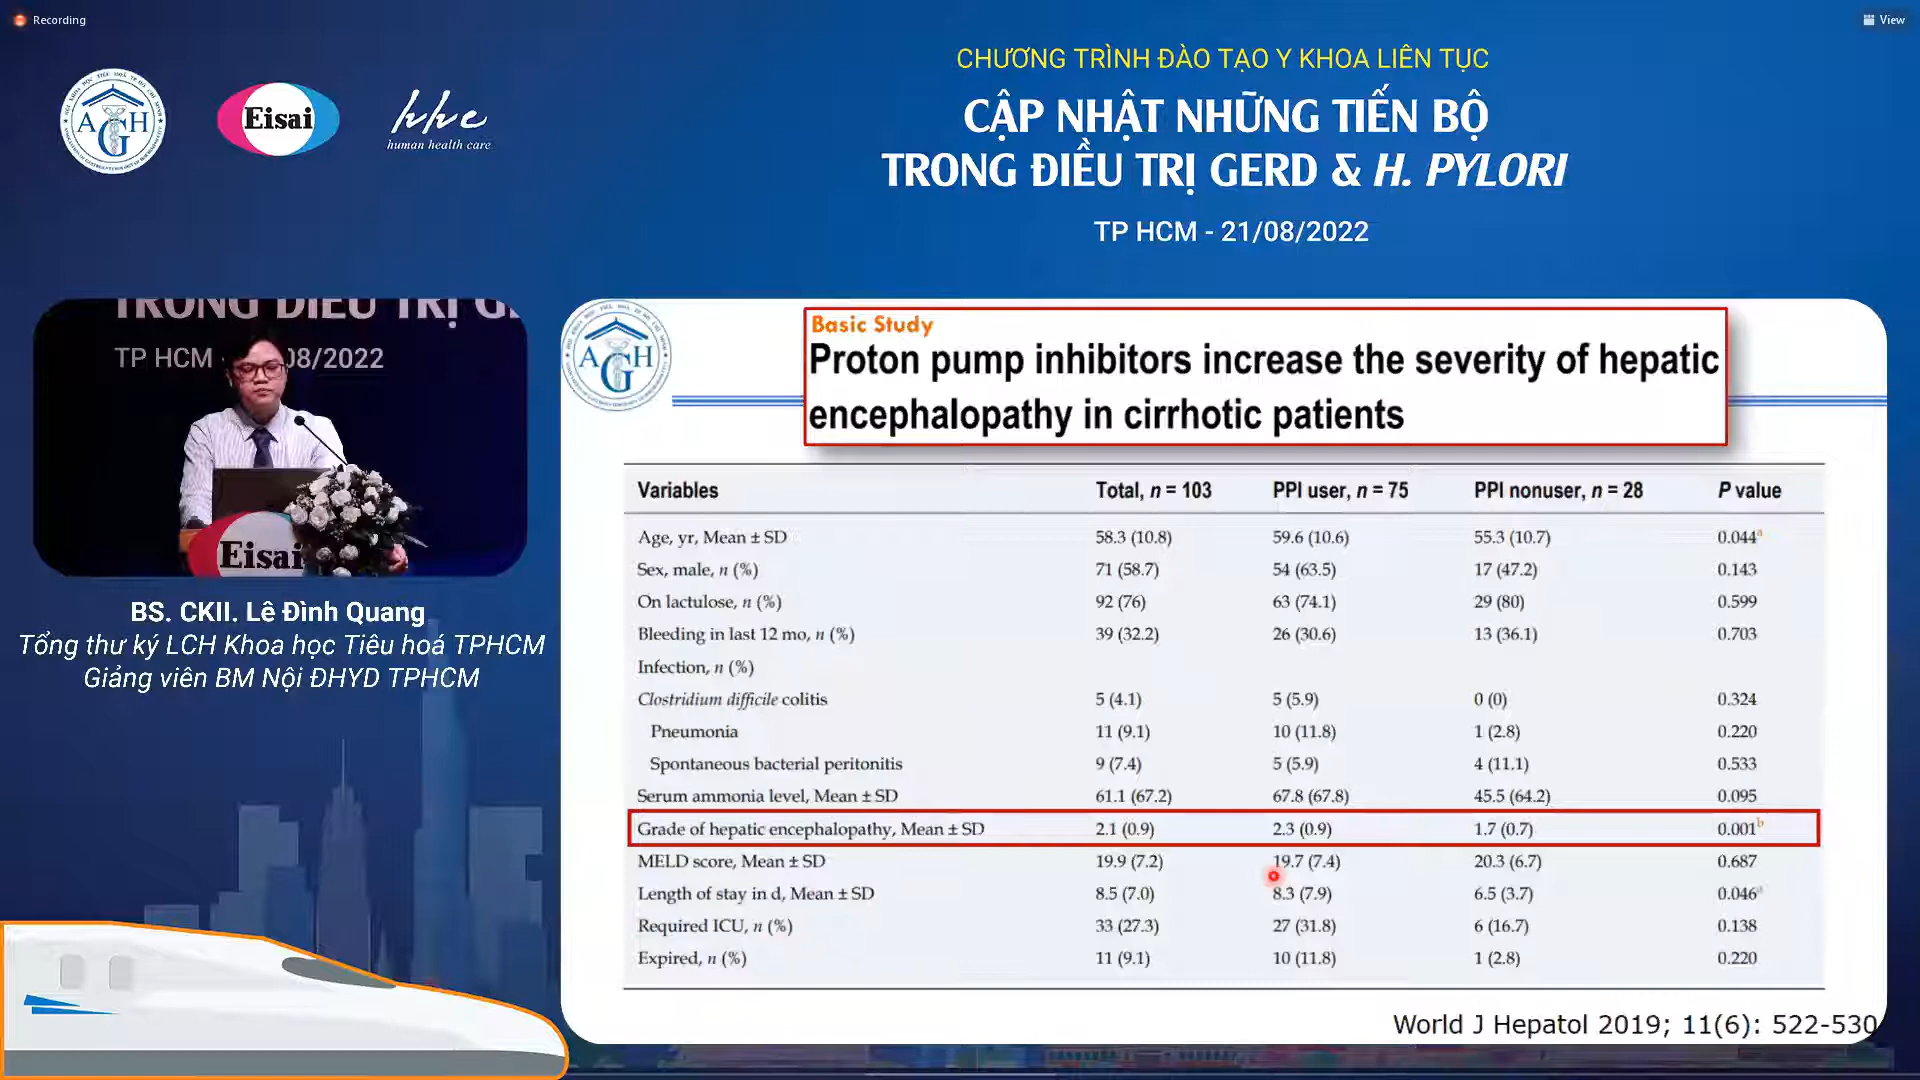 Recording
View
CHƯƠNG TRÌNH ĐÀO TẠO Y KHOA LIÊN TỤC
CẬP NHẬT NHỮNG TIẾN BỘ
TRONG ĐIỀU TRỊ GERD & H. PYLORI
TP HCM - 21/08/2022
AGH
Eisai
hhc
human health care
TRONG ĐIỀU TRỊ G
TP HCM 08/2022
Eisai
BS. CKII. Lê Đình Quang
Tổng thư ký LCH Khoa học Tiêu hoá TPHCM
Giảng viên BM Nội ĐHYD TPHCM
AGH
Basic Study
Proton pump inhibitors increase the severity of hepatic
encephalopathy in cirrhotic patients
Variables Total, n = 103 PPI user, n = 75 PPI nonuser, n = 28 P value
Age, yr, Mean ± SD 58.3 (10.8) 59.6 (10.6) 55.3 (10.7) 0.044a
Sex, male, n (%) 71 (58.7) 54 (63.5) 17 (47.2) 0.143
On lactulose, n (%) 92 (76) 63 (74.1) 29 (80) 0.599
Bleeding in last 12 mo, n (%) 39 (32.2) 26 (30.6) 13 (36.1) 0.703
Infection, n (%)
Clostridium difficile colitis 5 (4.1) 5 (5.9) 0 (0) 0.324
Pneumonia 11 (9.1) 10 (11.8) 1 (2.8) 0.220
Spontaneous bacterial peritonitis 9 (7.4) 5 (5.9) 4 (11.1) 0.533
Serum ammonia level, Mean ± SD 61.1 (67.2) 67.8 (67.8) 45.5 (64.2) 0.095
Grade of hepatic encephalopathy, Mean ± SD 2.1 (0.9) 2.3 (0.9) 1.7 (0.7) 0.001b
MELD score, Mean ± SD 19.9 (7.2) 19.7 (7.4) 20.3 (6.7) 0.687
Length of stay in d, Mean ± SD 8.5 (7.0) 8.3 (7.9) 6.5 (3.7) 0.046a
Required ICU, n (%) 33 (27.3) 27 (31.8) 6 (16.7) 0.138
Expired, n (%) 11 (9.1) 10 (11.8) 1 (2.8) 0.220
World J Hepatol 2019; 11(6): 522-530